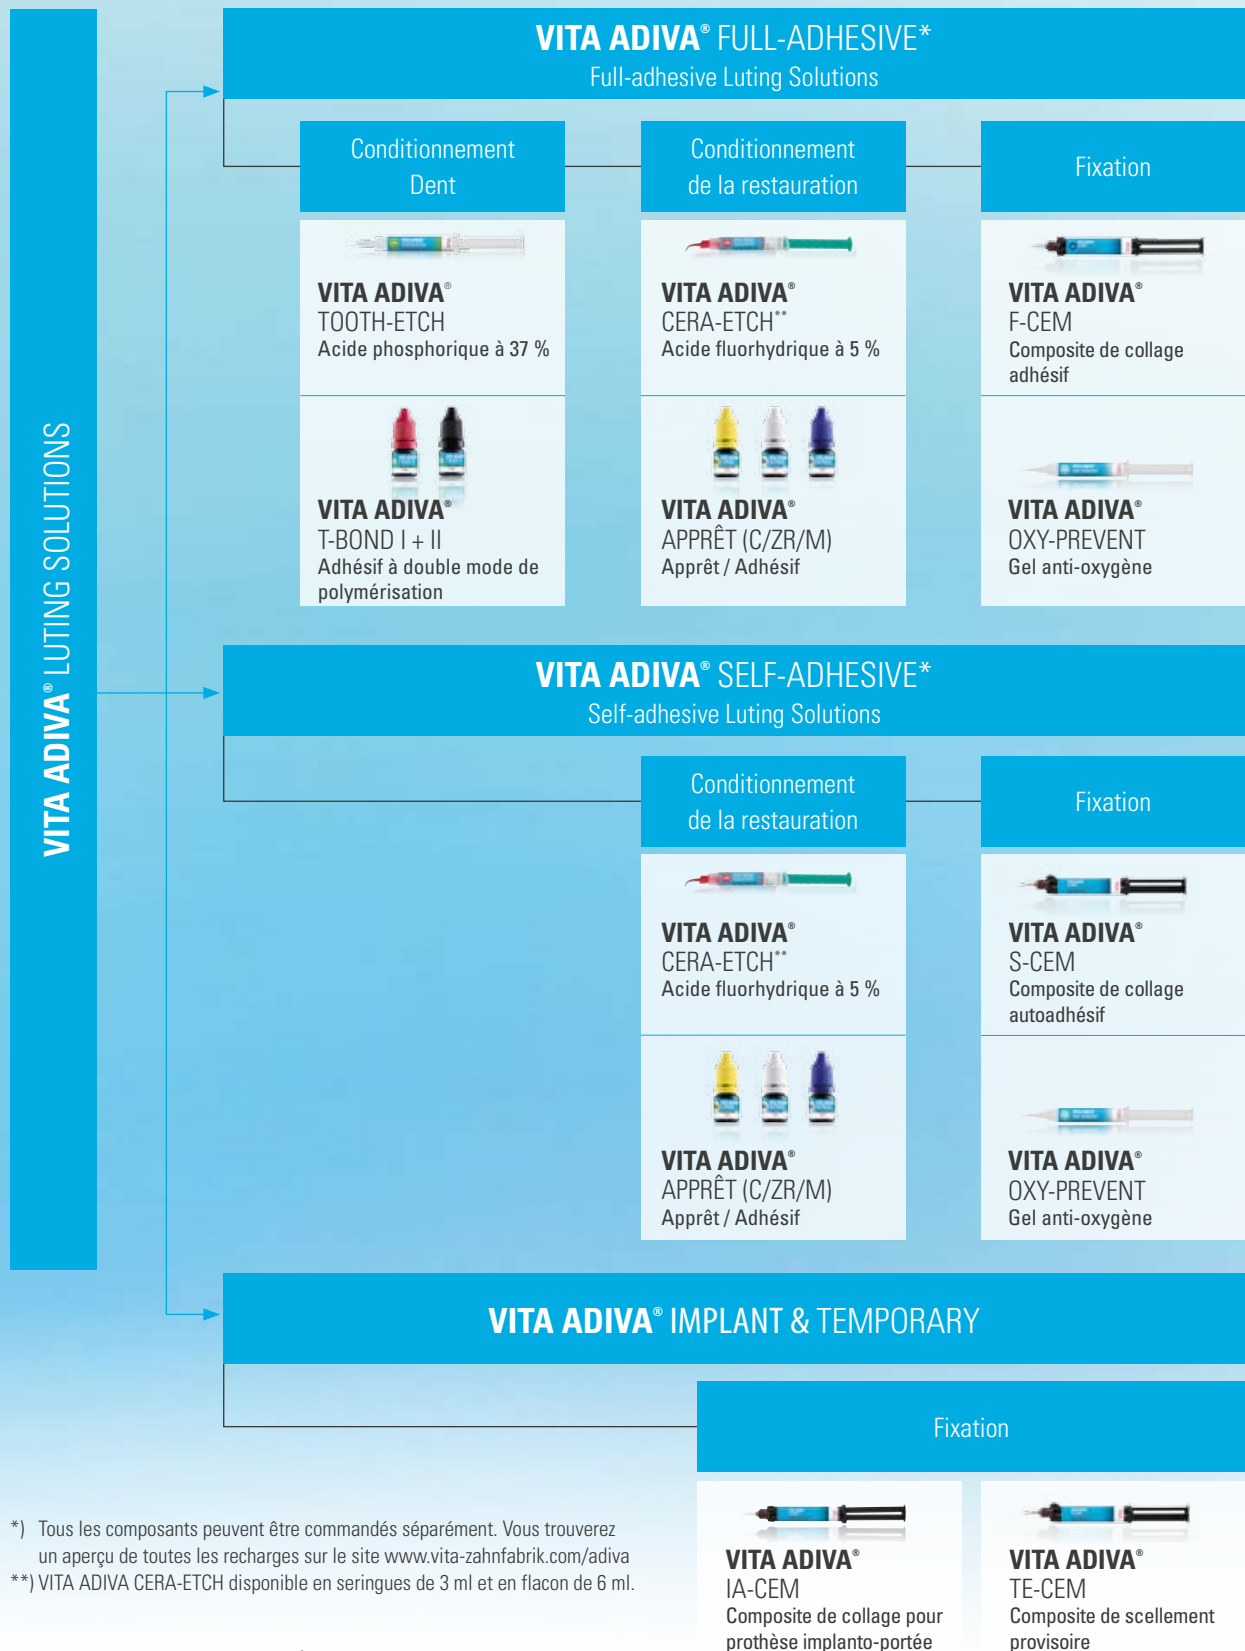 VITA ADIVA® LUTING SOLUTIONS
VITA ADIVA® FULL-ADHESIVE*
Full-adhesive Luting Solutions
Conditionnement
Dent
VITA ADIVA®
TOOTH-ETCH
Acide phosphorique à 37 %
VITA ADIVA®
T-BOND I + II
Adhésif à double mode de
polymérisation
Conditionnement
de la restauration
VITA ADIVA®
CERA-ETCH**
Acide fluorhydrique à 5 %
VITA ADIVA®
APPRÊT (C/ZR/M)
Apprêt / Adhésif
Fixation
VITA ADIVA®
F-CEM
Composite de collage
adhésif
VITA ADIVA®
OXY-PREVENT
Gel anti-oxygène
VITA ADIVA® SELF-ADHESIVE*
Self-adhesive Luting Solutions
Conditionnement
de la restauration
VITA ADIVA®
CERA-ETCH**
Acide fluorhydrique à 5 %
VITA ADIVA®
APPRÊT (C/ZR/M)
Apprêt / Adhésif
Fixation
VITA ADIVA®
S-CEM
Composite de collage
autoadhésif
VITA ADIVA®
OXY-PREVENT
Gel anti-oxygène
VITA ADIVA® IMPLANT & TEMPORARY
Fixation
VITA ADIVA®
IA-CEM
Composite de collage pour
prothèse implanto-portée
VITA ADIVA®
TE-CEM
Composite de scellement
provisoire
*) Tous les composants peuvent être commandés séparément. Vous trouverez
un aperçu de toutes les recharges sur le site www.vita-zahnfabrik.com/adiva
**) VITA ADIVA CERA-ETCH disponible en seringues de 3 ml et en flacon de 6 ml.